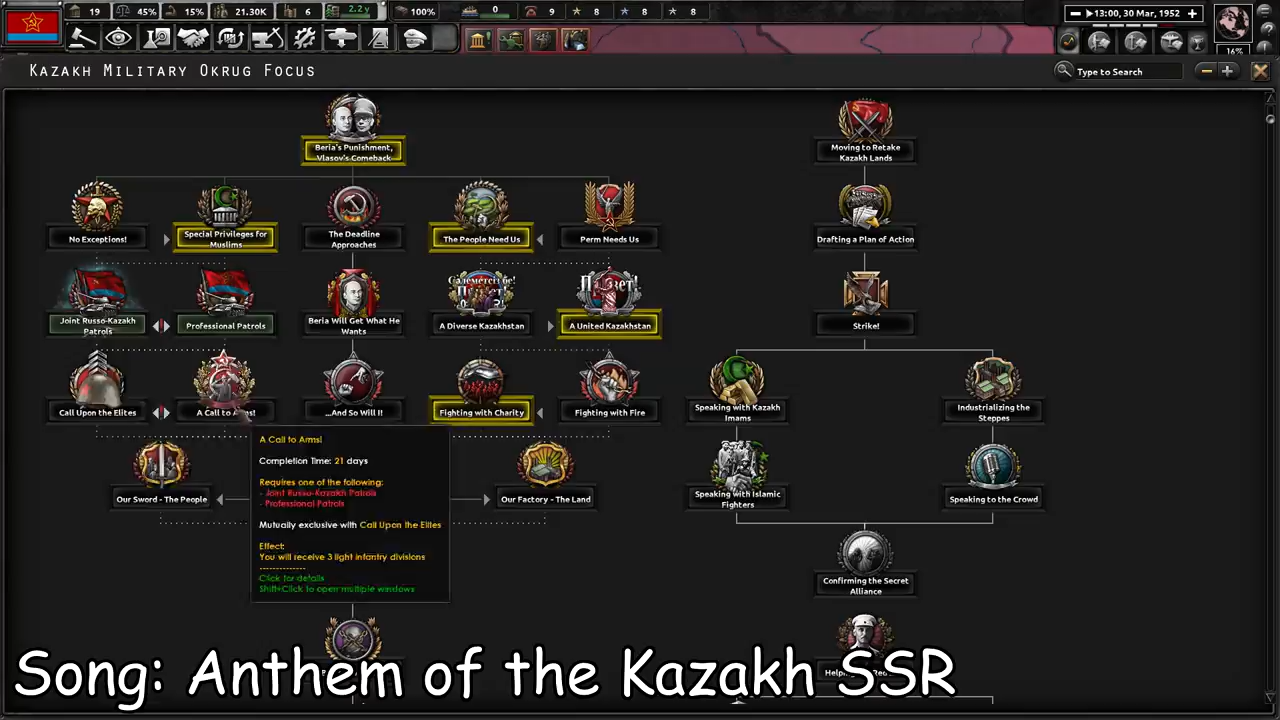 19 45% 15% 21.30K 6 2.2 y 100% 0 9 8 8 8 13:00, 30 Mar, 1952
16%
Kazakh Military Okrug Focus
Type to Search
Beria's Punishment,
Vlasov's Comeback
Moving to Retake
Kazakh Lands
No Exceptions!
Special Privileges for
Muslims
The Deadline
Approaches
The People Need Us
Perm Needs Us
Drafting a Plan of Action
Joint Russo-Kazakh
Patrols
Professional Patrols
Beria Will Get What He
Wants
A Diverse Kazakhstan
A United Kazakhstan
Strike!
Call Upon the Elites
A Call to Arms!
...And So Will I!
Fighting with Charity
Fighting with Fire
Speaking with Kazakh
Imams
Industrializing the
Steppes
A Call to Arms!
Completion Time: 21 days
Requires one of the following:
- Joint Russo-Kazakh Patrols
- Professional Patrols
Mutually exclusive with Call Upon the Elites
Effect:
You will receive 3 light infantry divisions
--------------
Click for details
Shift+Click to open multiple windows
Our Sword - The People
Our Factory - The Land
Speaking with Islamic
Fighters
Speaking to the Crowd
Confirming the Secret
Alliance
Song: Anthem of the Kazakh SSR